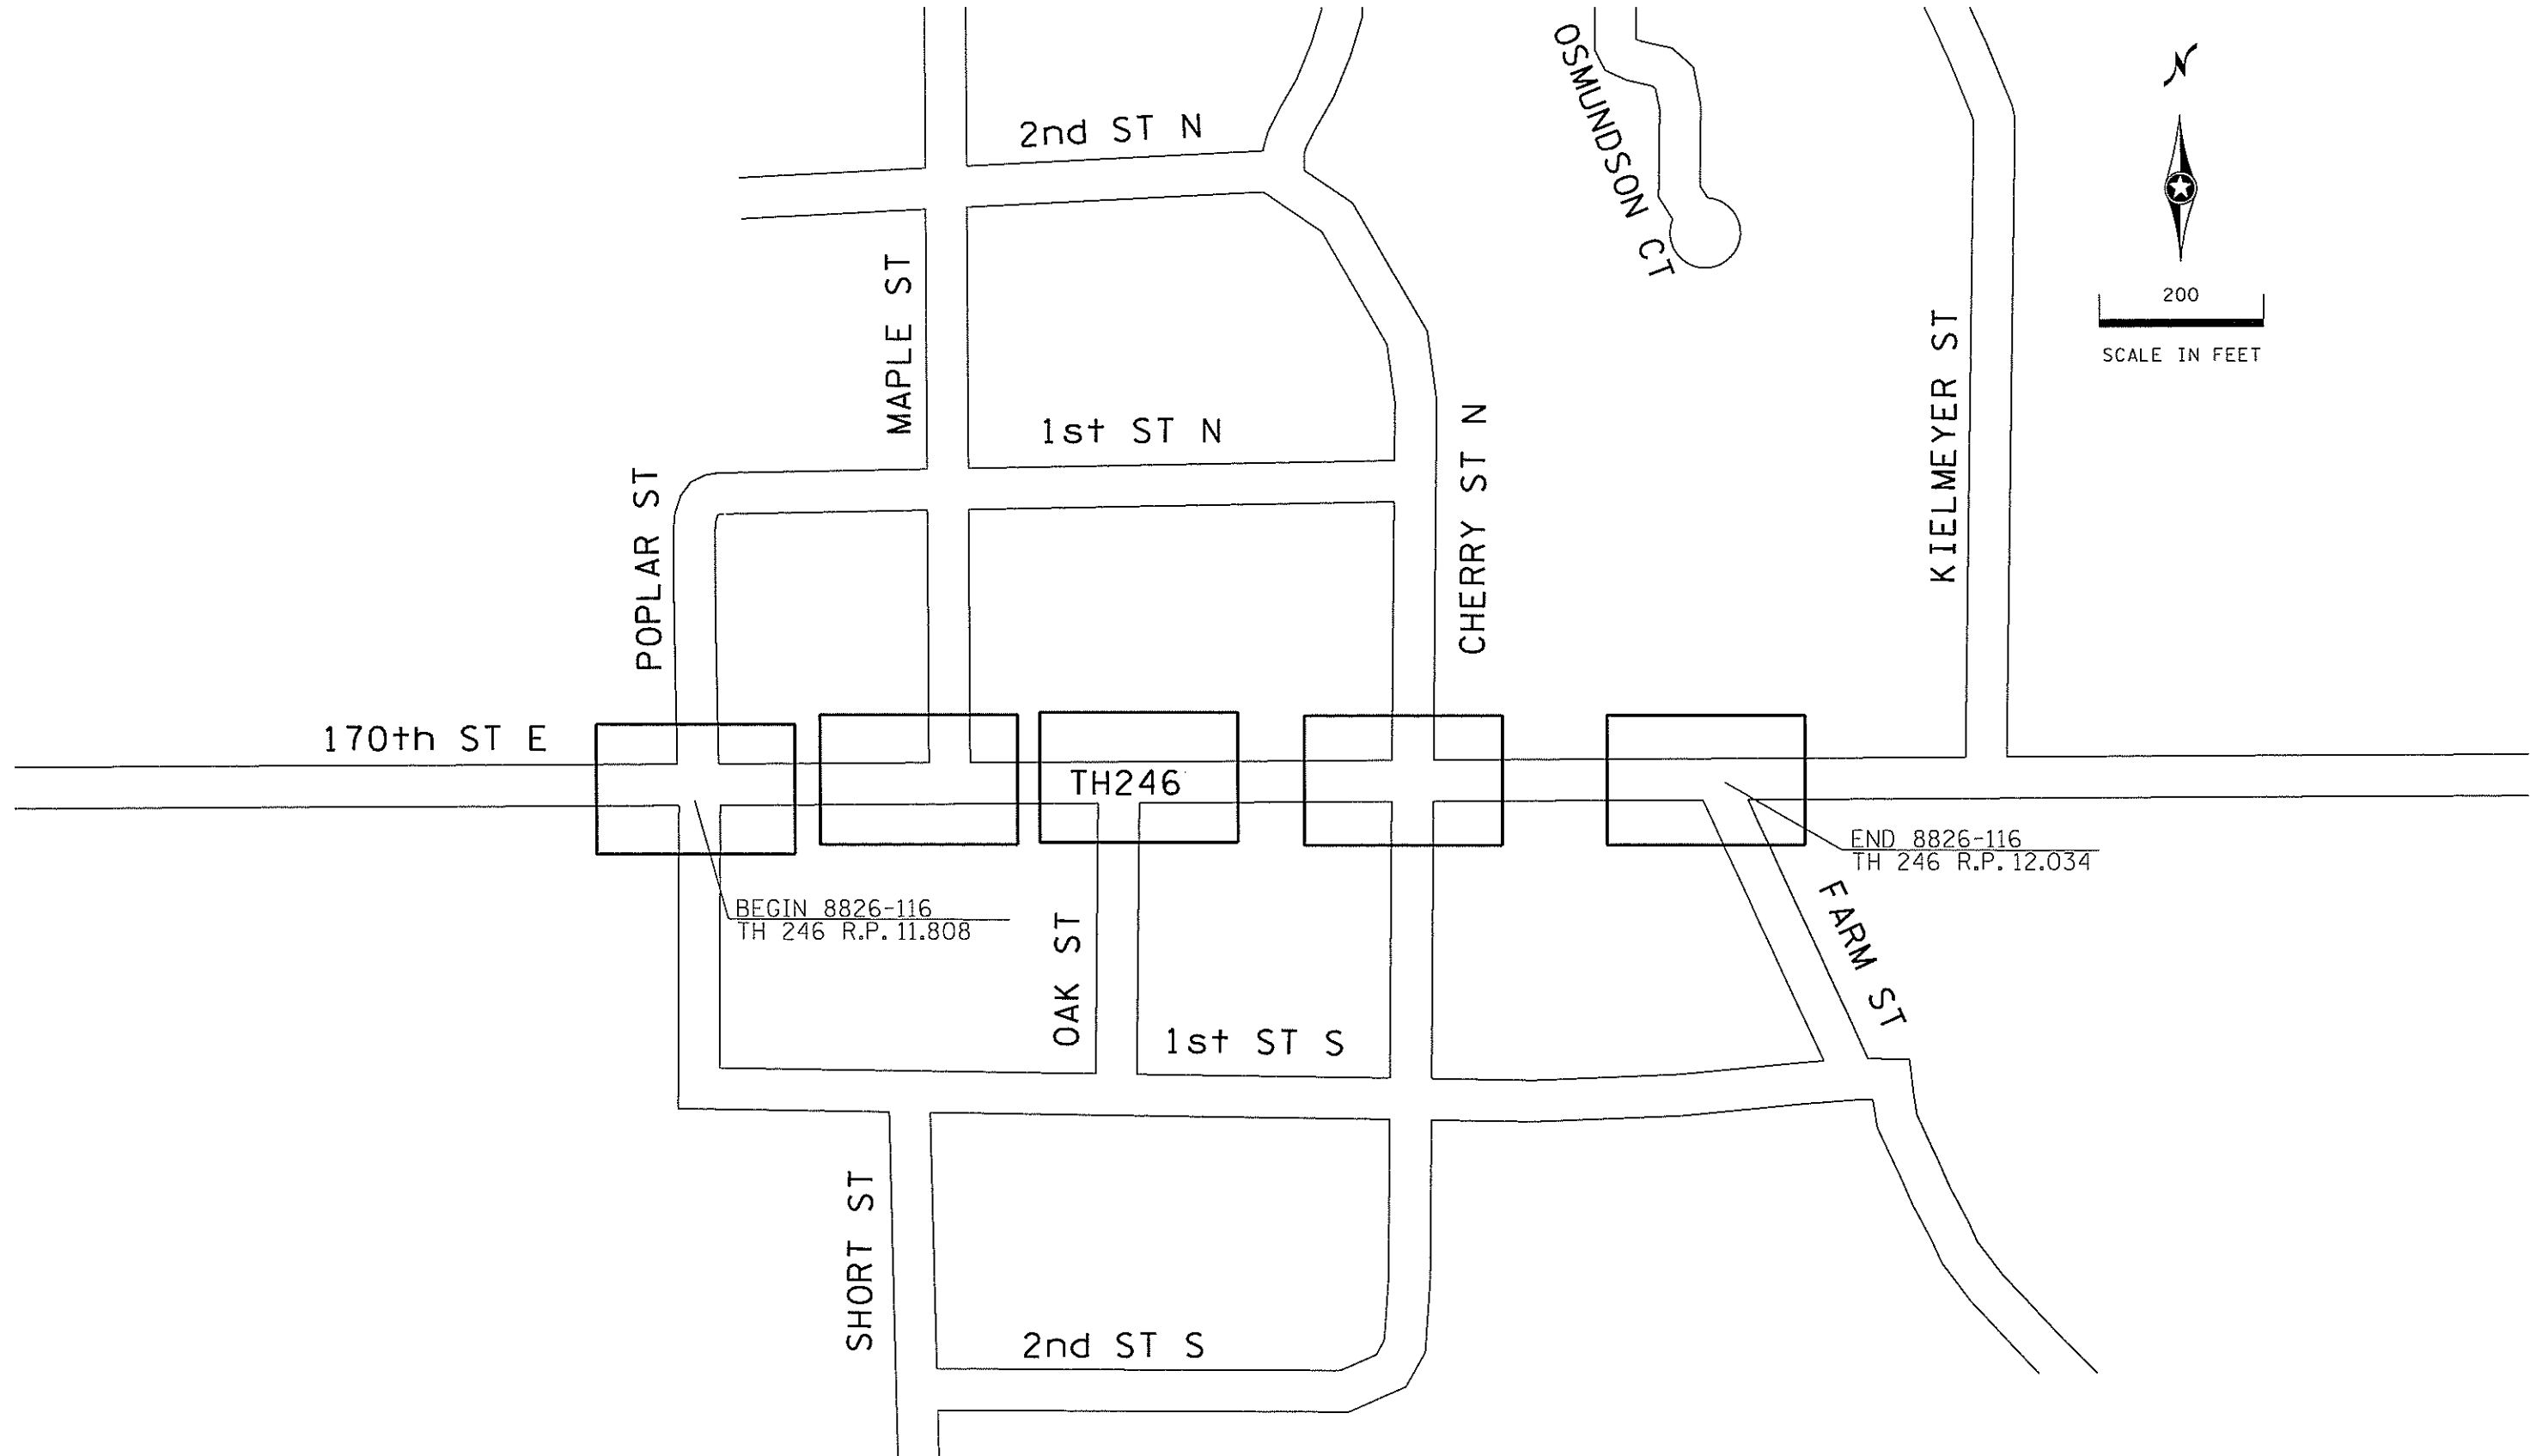 OSMUNDSON CT
N
2nd ST N
200
SCALE IN FEET
MAPLE ST
KIELMEYER ST
1st ST N
CHERRY ST N
POPLAR ST
170th ST E
TH246
END 8826-116
TH 246 R.P. 12.034
BEGIN 8826-116
TH 246 R.P. 11.808
FARM ST
OAK ST
1st ST S
SHORT ST
2nd ST S